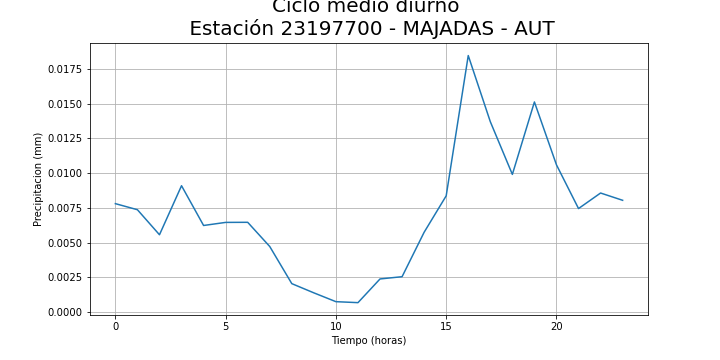 Ciclo medio diurno
Estación 23197700 - MAJADAS - AUT
0.0175
0.0150
0.0125
0.0100
0.0075
0.0050
0.0025
0.0000
Precipitacion (mm)
0 5 10 15 20
Tiempo (horas)